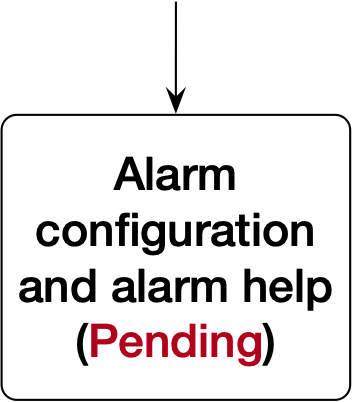 Alarm
configuration
and alarm help
(Pending)